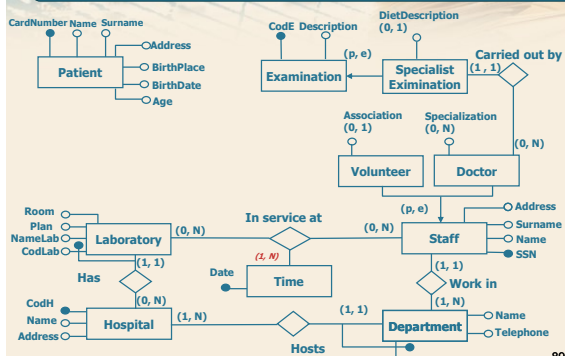 CardNumber Name Surname
Address
BirthPlace
BirthDate
Age
Patient
CodE Description
DietDescription
(0, 1)
(p, e)
Examination
Specialist
Eximination
(1 , 1)
Carried out by
Association
(0, 1)
Specialization
(0, N)
(0, N)
Volunteer
Doctor
(p, e)
Address
Surname
Name
SSN
Staff
Room
Plan
NameLab
CodLab
Laboratory
(0, N)
In service at
(0, N)
(1, N)
Date
Time
Has
(1, 1)
(0, N)
(1, 1)
Work in
(1, N)
CodH
Name
Address
Hospital
(1, N)
(1, 1)
Hosts
Department
Name
Telephone